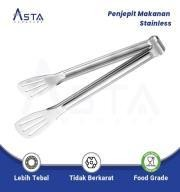 ASTA
Penjepit Makanan
Stainless
Lebih Tebal
Tidak Berkarat
Food Grade